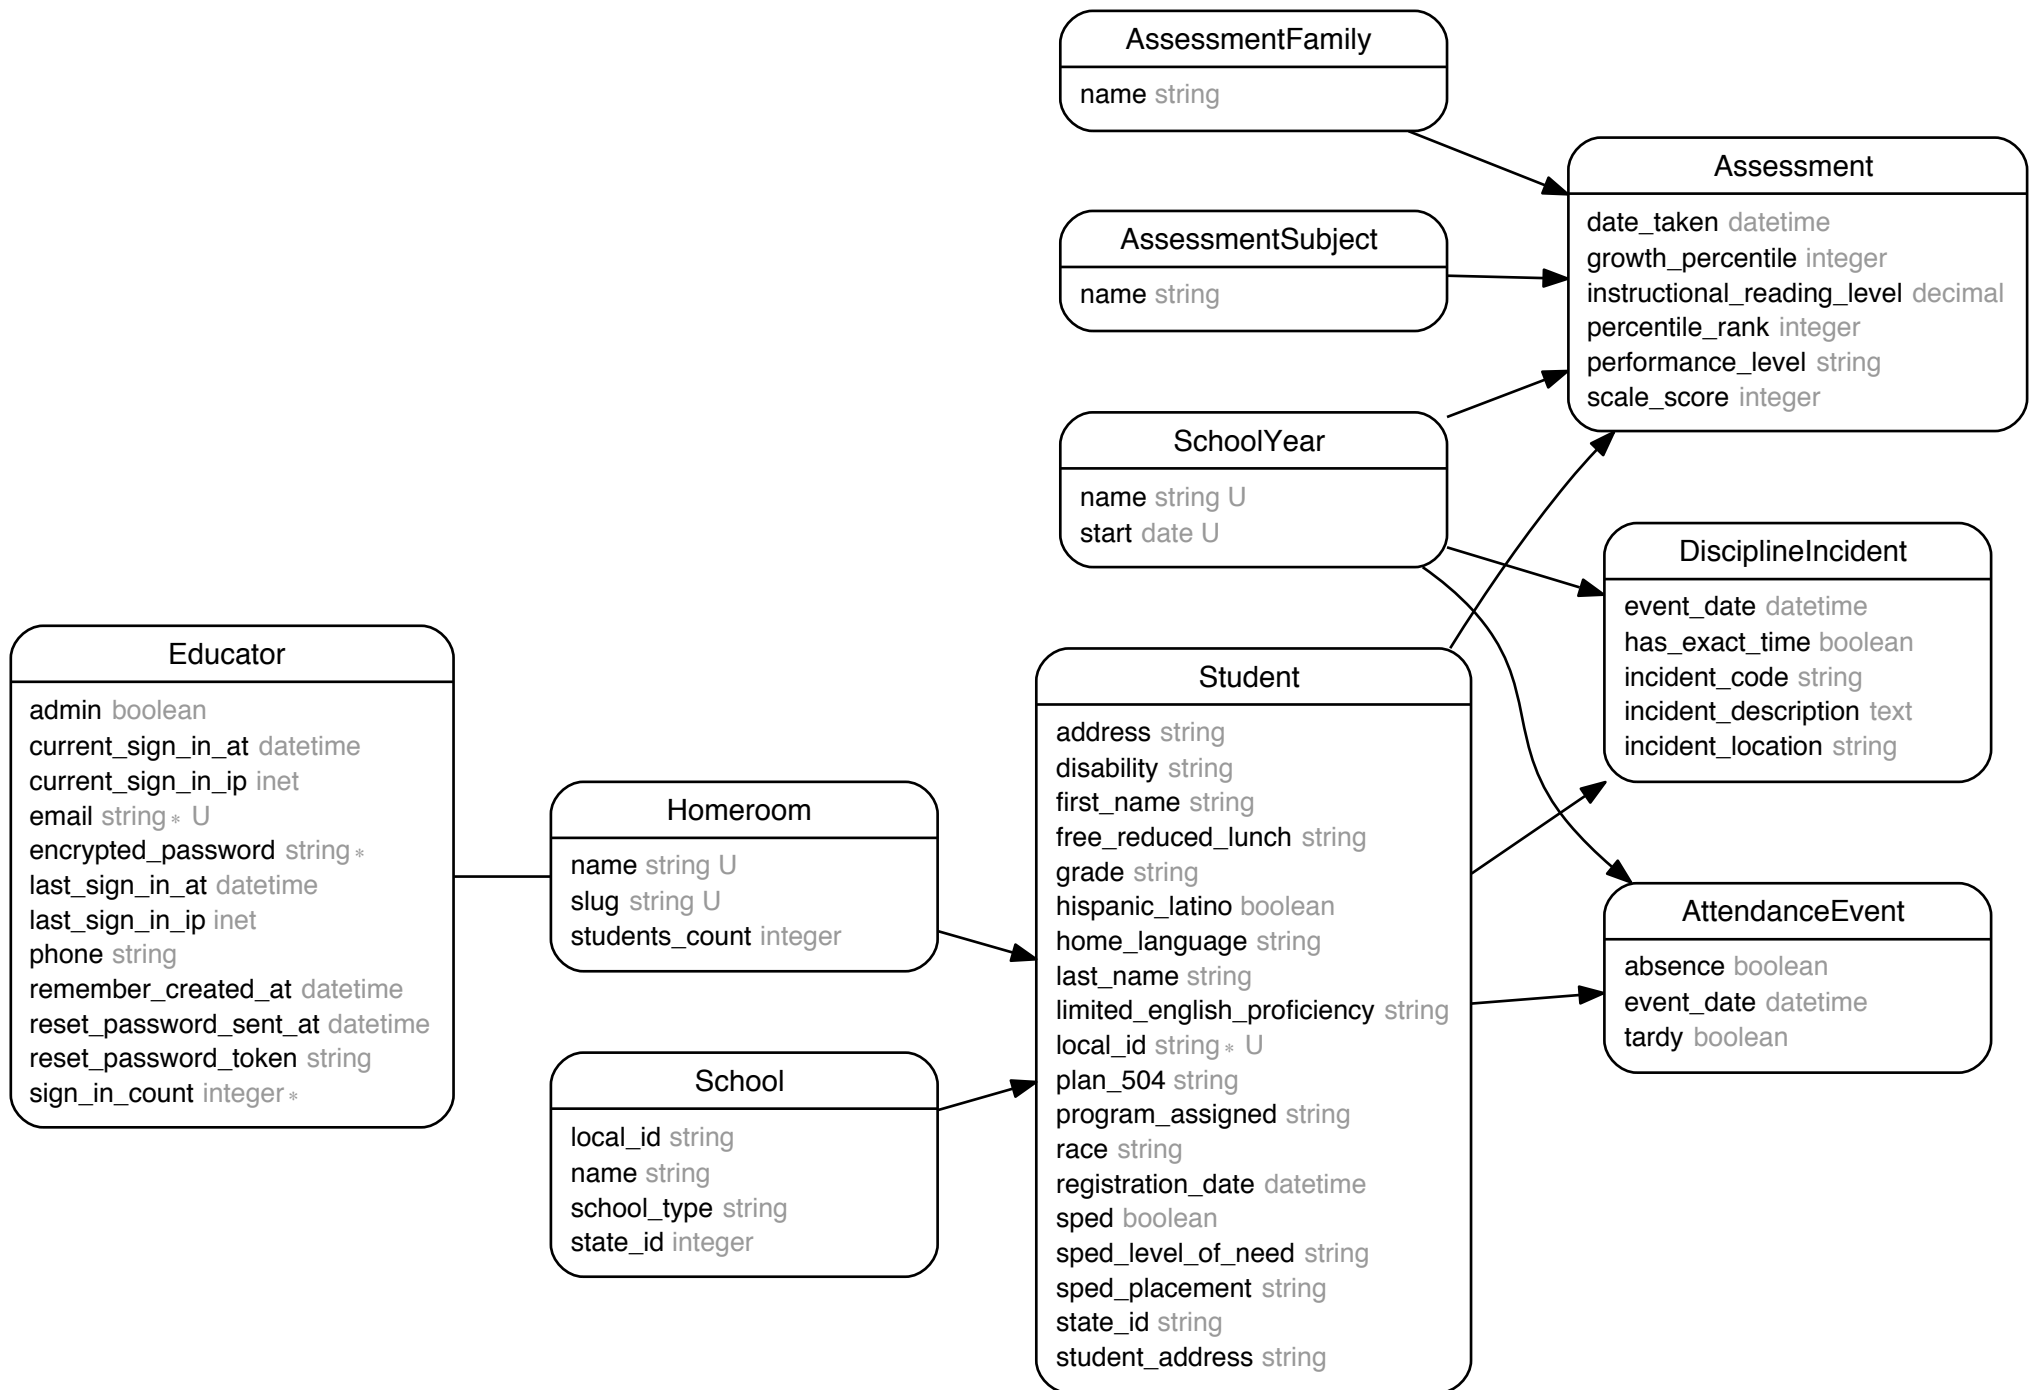 AssessmentFamily
name string
AssessmentSubject
name string
SchoolYear
name string U
start date U
Assessment
date_taken datetime
growth_percentile integer
instructional_reading_level decimal
percentile_rank integer
performance_level string
scale_score integer
DisciplineIncident
event_date datetime
has_exact_time boolean
incident_code string
incident_description text
incident_location string
Educator
admin boolean
current_sign_in_at datetime
current_sign_in_ip inet
email string* U
encrypted_password string*
last_sign_in_at datetime
last_sign_in_ip inet
phone string
remember_created_at datetime
reset_password_sent_at datetime
reset_password_token string
sign_in_count integer*
Homeroom
name string U
slug string U
students_count integer
School
local_id string
name string
school_type string
state_id integer
Student
address string
disability string
first_name string
free_reduced_lunch string
grade string
hispanic_latino boolean
home_language string
last_name string
limited_english_proficiency string
local_id string* U
plan_504 string
program_assigned string
race string
registration_date datetime
sped boolean
sped_level_of_need string
sped_placement string
state_id string
student_address string
AttendanceEvent
absence boolean
event_date datetime
tardy boolean